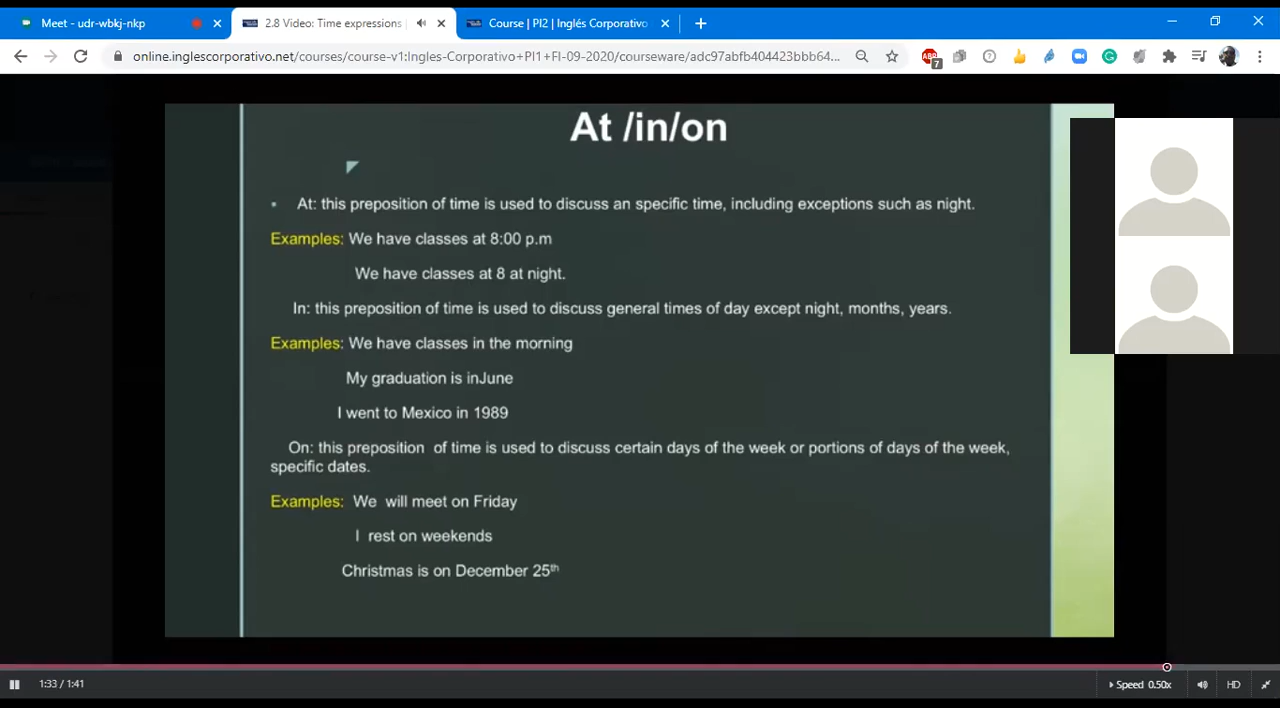 Meet - udr-wbkj-nkp
2.8 Video: Time expressions
Course | PI2 | Inglés Corporativo
online.inglescorporativo.net/courses/course-v1:Ingles-Corporativo+PI1+FI-09-2020/courseware/adc97abfb404423bbb64...
ABP
7
At /in/on
At: this preposition of time is used to discuss an specific time, including exceptions such as night.
Examples: We have classes at 8:00 p.m
We have classes at 8 at night.
In: this preposition of time is used to discuss general times of day except night, months, years.
Examples: We have classes in the morning
My graduation is inJune
I went to Mexico in 1989
On: this preposition of time is used to discuss certain days of the week or portions of days of the week,
specific dates.
Examples: We will meet on Friday
I rest on weekends
Christmas is on December 25th
1:33 / 1:41
Speed 0.50x
HD